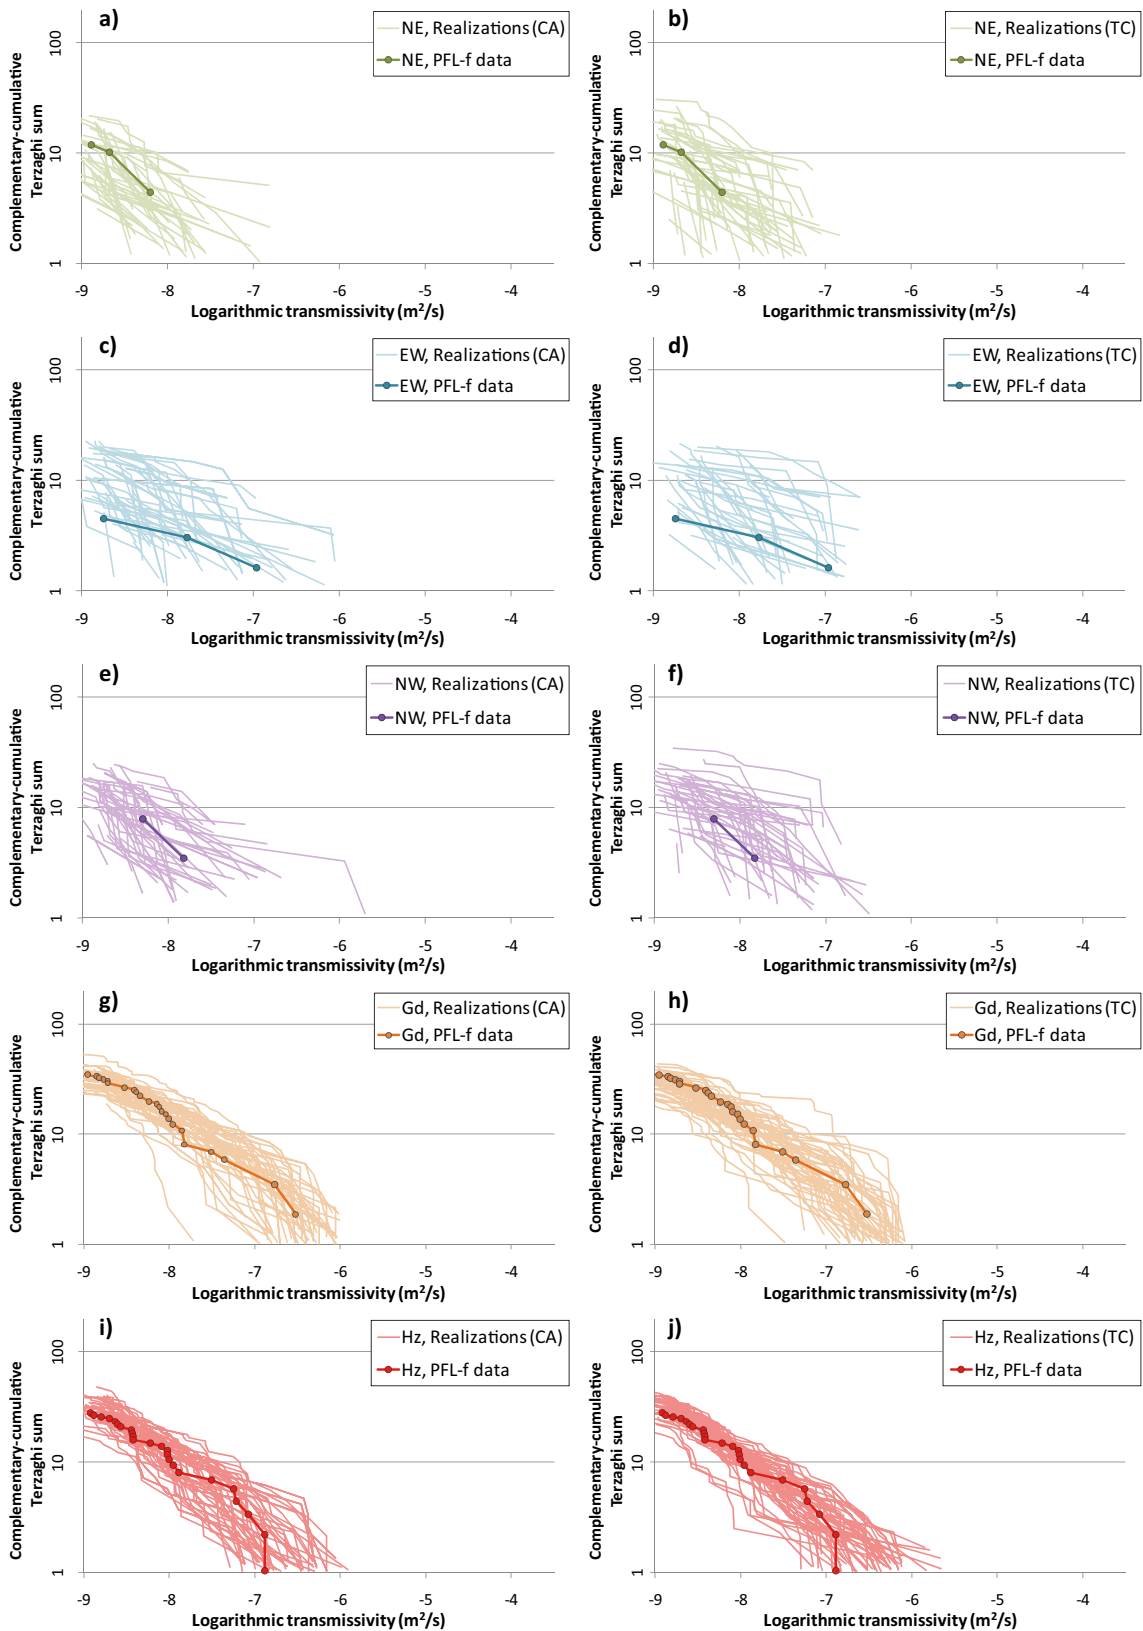 a)
NE, Realizations (CA)
NE, PFL-f data
Complementary-cumulative
Terzaghi sum
100
10
1
-9 -8 -7 -6 -5 -4
Logarithmic transmissivity (m²/s)
b)
NE, Realizations (TC)
NE, PFL-f data
Complementary-cumulative
Terzaghi sum
100
10
1
-9 -8 -7 -6 -5 -4
Logarithmic transmissivity (m²/s)
c)
EW, Realizations (CA)
EW, PFL-f data
Complementary-cumulative
Terzaghi sum
100
10
1
-9 -8 -7 -6 -5 -4
Logarithmic transmissivity (m²/s)
d)
EW, Realizations (TC)
EW, PFL-f data
Complementary-cumulative
Terzaghi sum
100
10
1
-9 -8 -7 -6 -5 -4
Logarithmic transmissivity (m²/s)
e)
NW, Realizations (CA)
NW, PFL-f data
Complementary-cumulative
Terzaghi sum
100
10
1
-9 -8 -7 -6 -5 -4
Logarithmic transmissivity (m²/s)
f)
NW, Realizations (TC)
NW, PFL-f data
Complementary-cumulative
Terzaghi sum
100
10
1
-9 -8 -7 -6 -5 -4
Logarithmic transmissivity (m²/s)
g)
Gd, Realizations (CA)
Gd, PFL-f data
Complementary-cumulative
Terzaghi sum
100
10
1
-9 -8 -7 -6 -5 -4
Logarithmic transmissivity (m²/s)
h)
Gd, Realizations (TC)
Gd, PFL-f data
Complementary-cumulative
Terzaghi sum
100
10
1
-9 -8 -7 -6 -5 -4
Logarithmic transmissivity (m²/s)
i)
Hz, Realizations (CA)
Hz, PFL-f data
Complementary-cumulative
Terzaghi sum
100
10
1
-9 -8 -7 -6 -5 -4
Logarithmic transmissivity (m²/s)
j)
Hz, Realizations (TC)
Hz, PFL-f data
Complementary-cumulative
Terzaghi sum
100
10
1
-9 -8 -7 -6 -5 -4
Logarithmic transmissivity (m²/s)